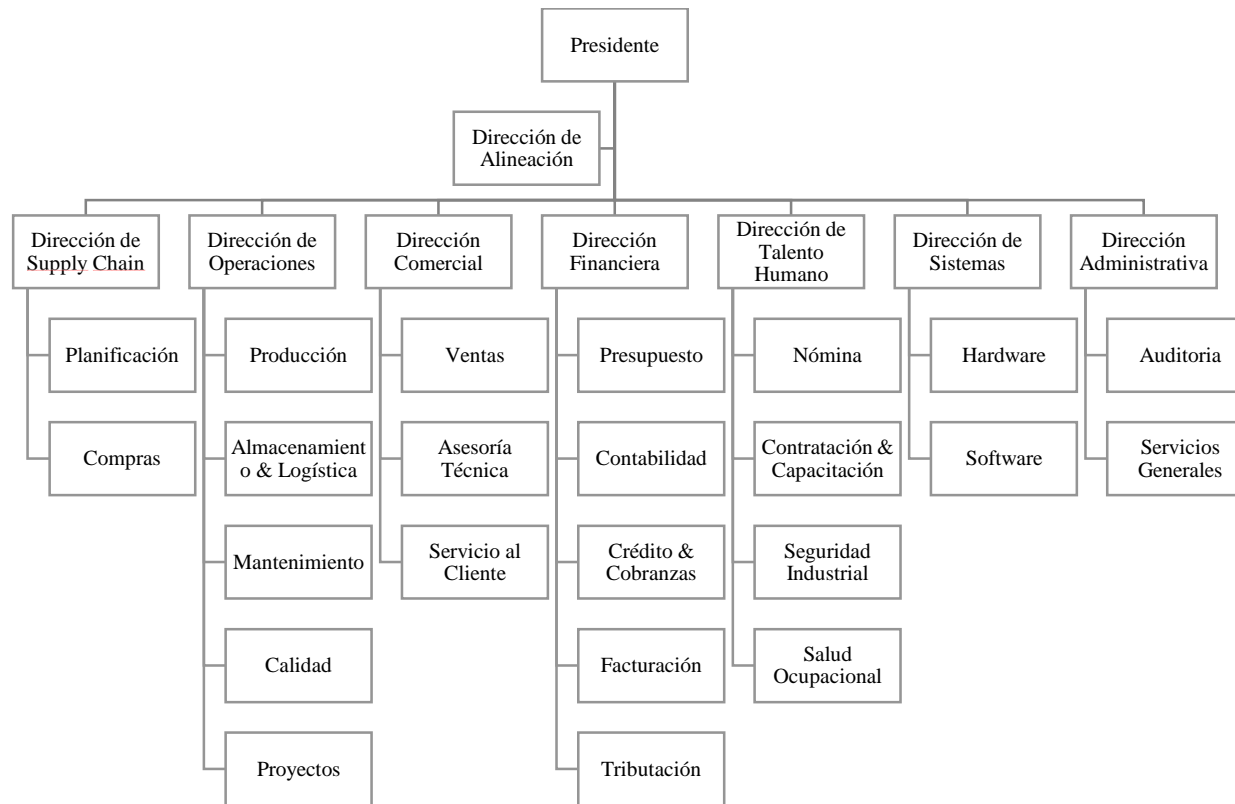 Presidente
Dirección de
Alineación
Dirección de
Supply Chain
Dirección de
Operaciones
Dirección
Comercial
Dirección
Financiera
Dirección de
Talento
Humano
Dirección de
Sistemas
Dirección
Administrativa
Planificación
Producción
Ventas
Presupuesto
Nómina
Hardware
Auditoria
Compras
Almacenamient
o & Logística
Asesoría
Técnica
Contabilidad
Contratación &
Capacitación
Software
Servicios
Generales
Mantenimiento
Servicio al
Cliente
Crédito &
Cobranzas
Seguridad
Industrial
Calidad
Facturación
Salud
Ocupacional
Proyectos
Tributación